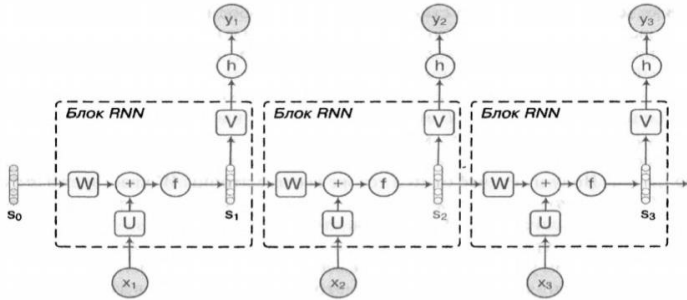 y₁ y₂ y₃
h h h
Блок RNN Блок RNN Блок RNN
V V V
W + f W + f W + f
s₀ s₁ s₂ s₃
U U U
x₁ x₂ x₃